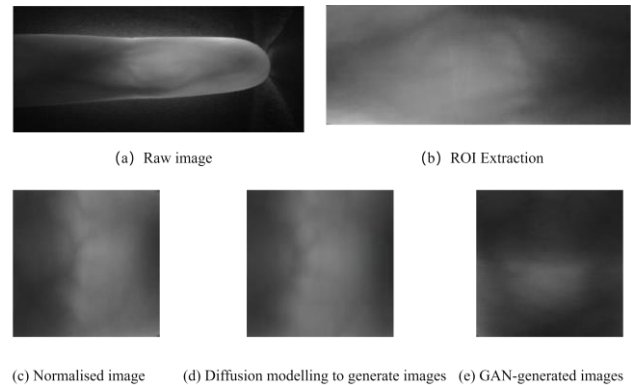 (a) Raw image
(b) ROI Extraction
(c) Normalised image
(d) Diffusion modelling to generate images
(e) GAN-generated images